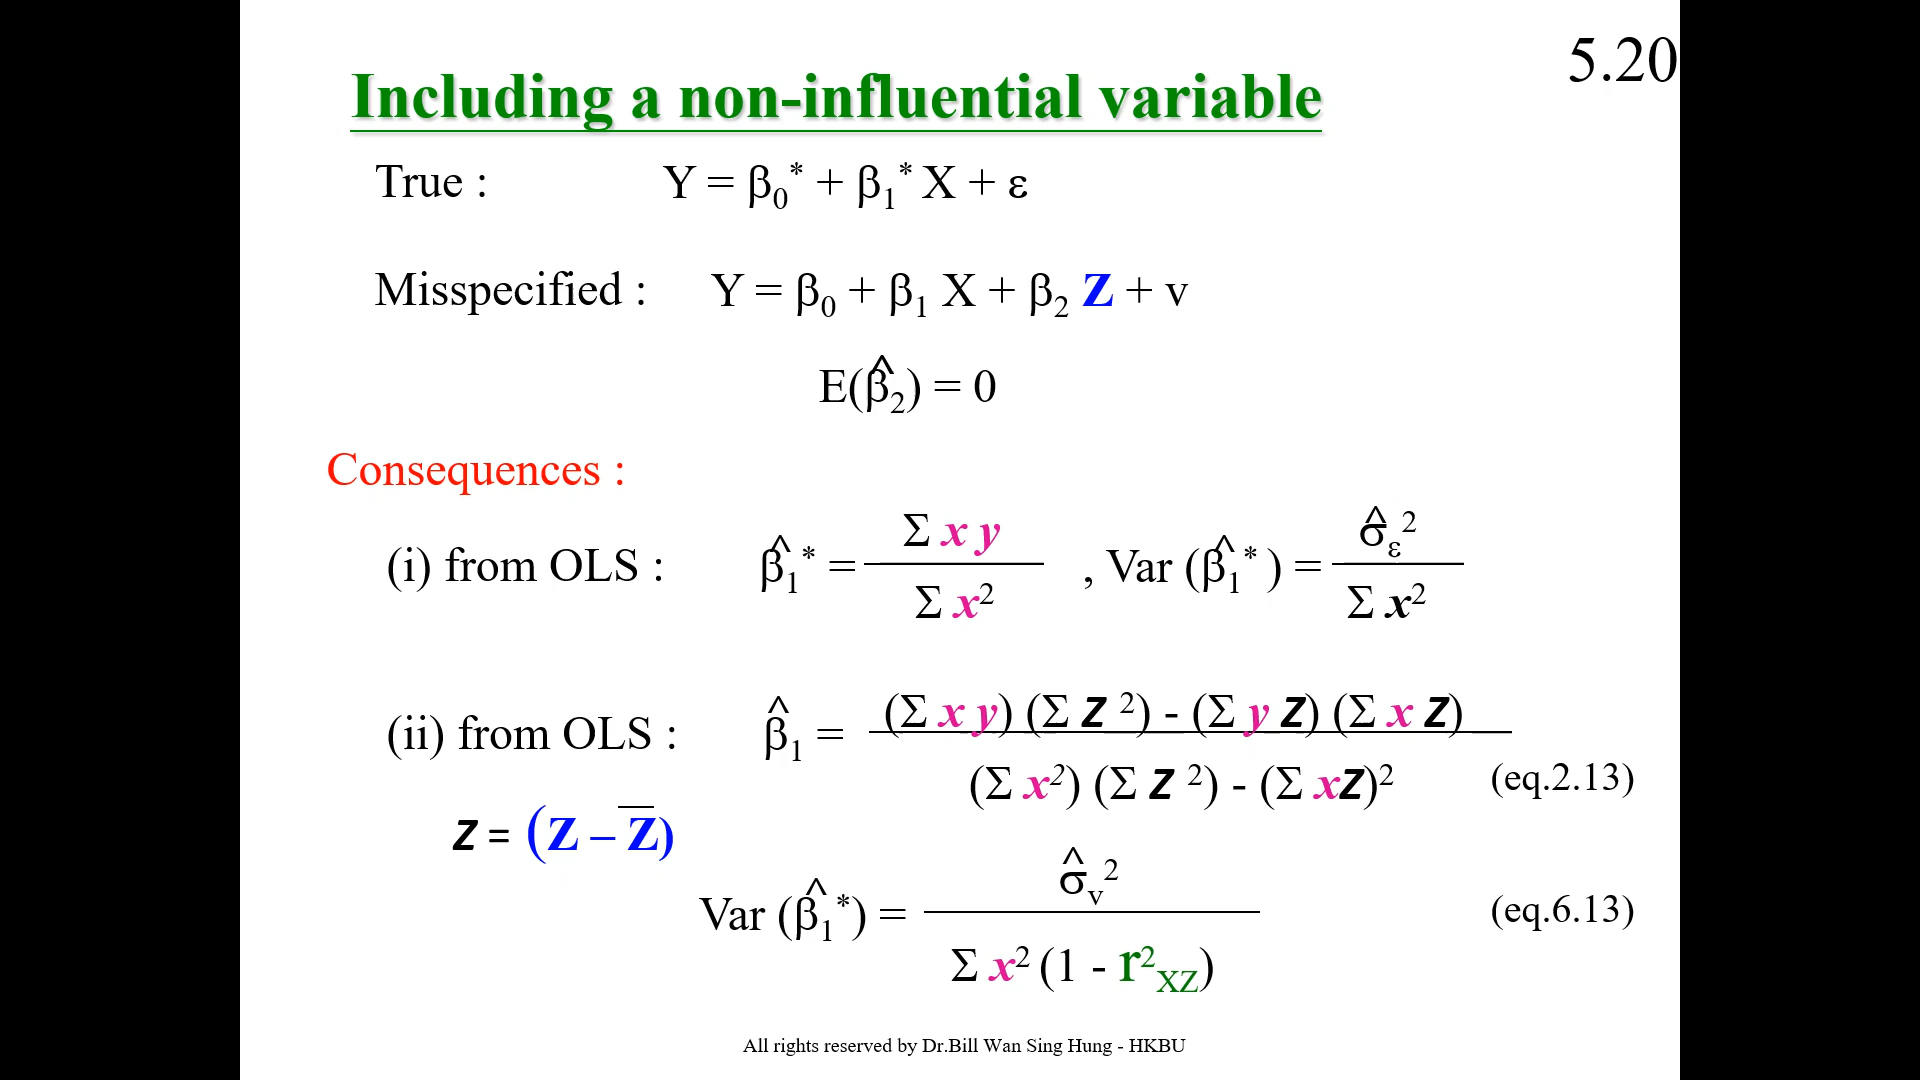 5.20
Including a non-influential variable
True : Y = β₀* + β₁* X + ε
Misspecified : Y = β₀ + β₁ X + β₂ Z + v
E(β̂₂) = 0
Consequences :
(i) from OLS : β̂₁* = Σ x y / Σ x² , Var (β̂₁* ) = σ̂ε² / Σ x²
(ii) from OLS : β̂₁ = (Σ x y) (Σ z ²) - (Σ y z) (Σ x z) / (Σ x²) (Σ z ²) - (Σ xz)² (eq.2.13)
z = (Z – Z̅)
Var (β̂₁*) = σ̂ᵥ² / Σ x² (1 - r²XZ) (eq.6.13)
All rights reserved by Dr.Bill Wan Sing Hung - HKBU